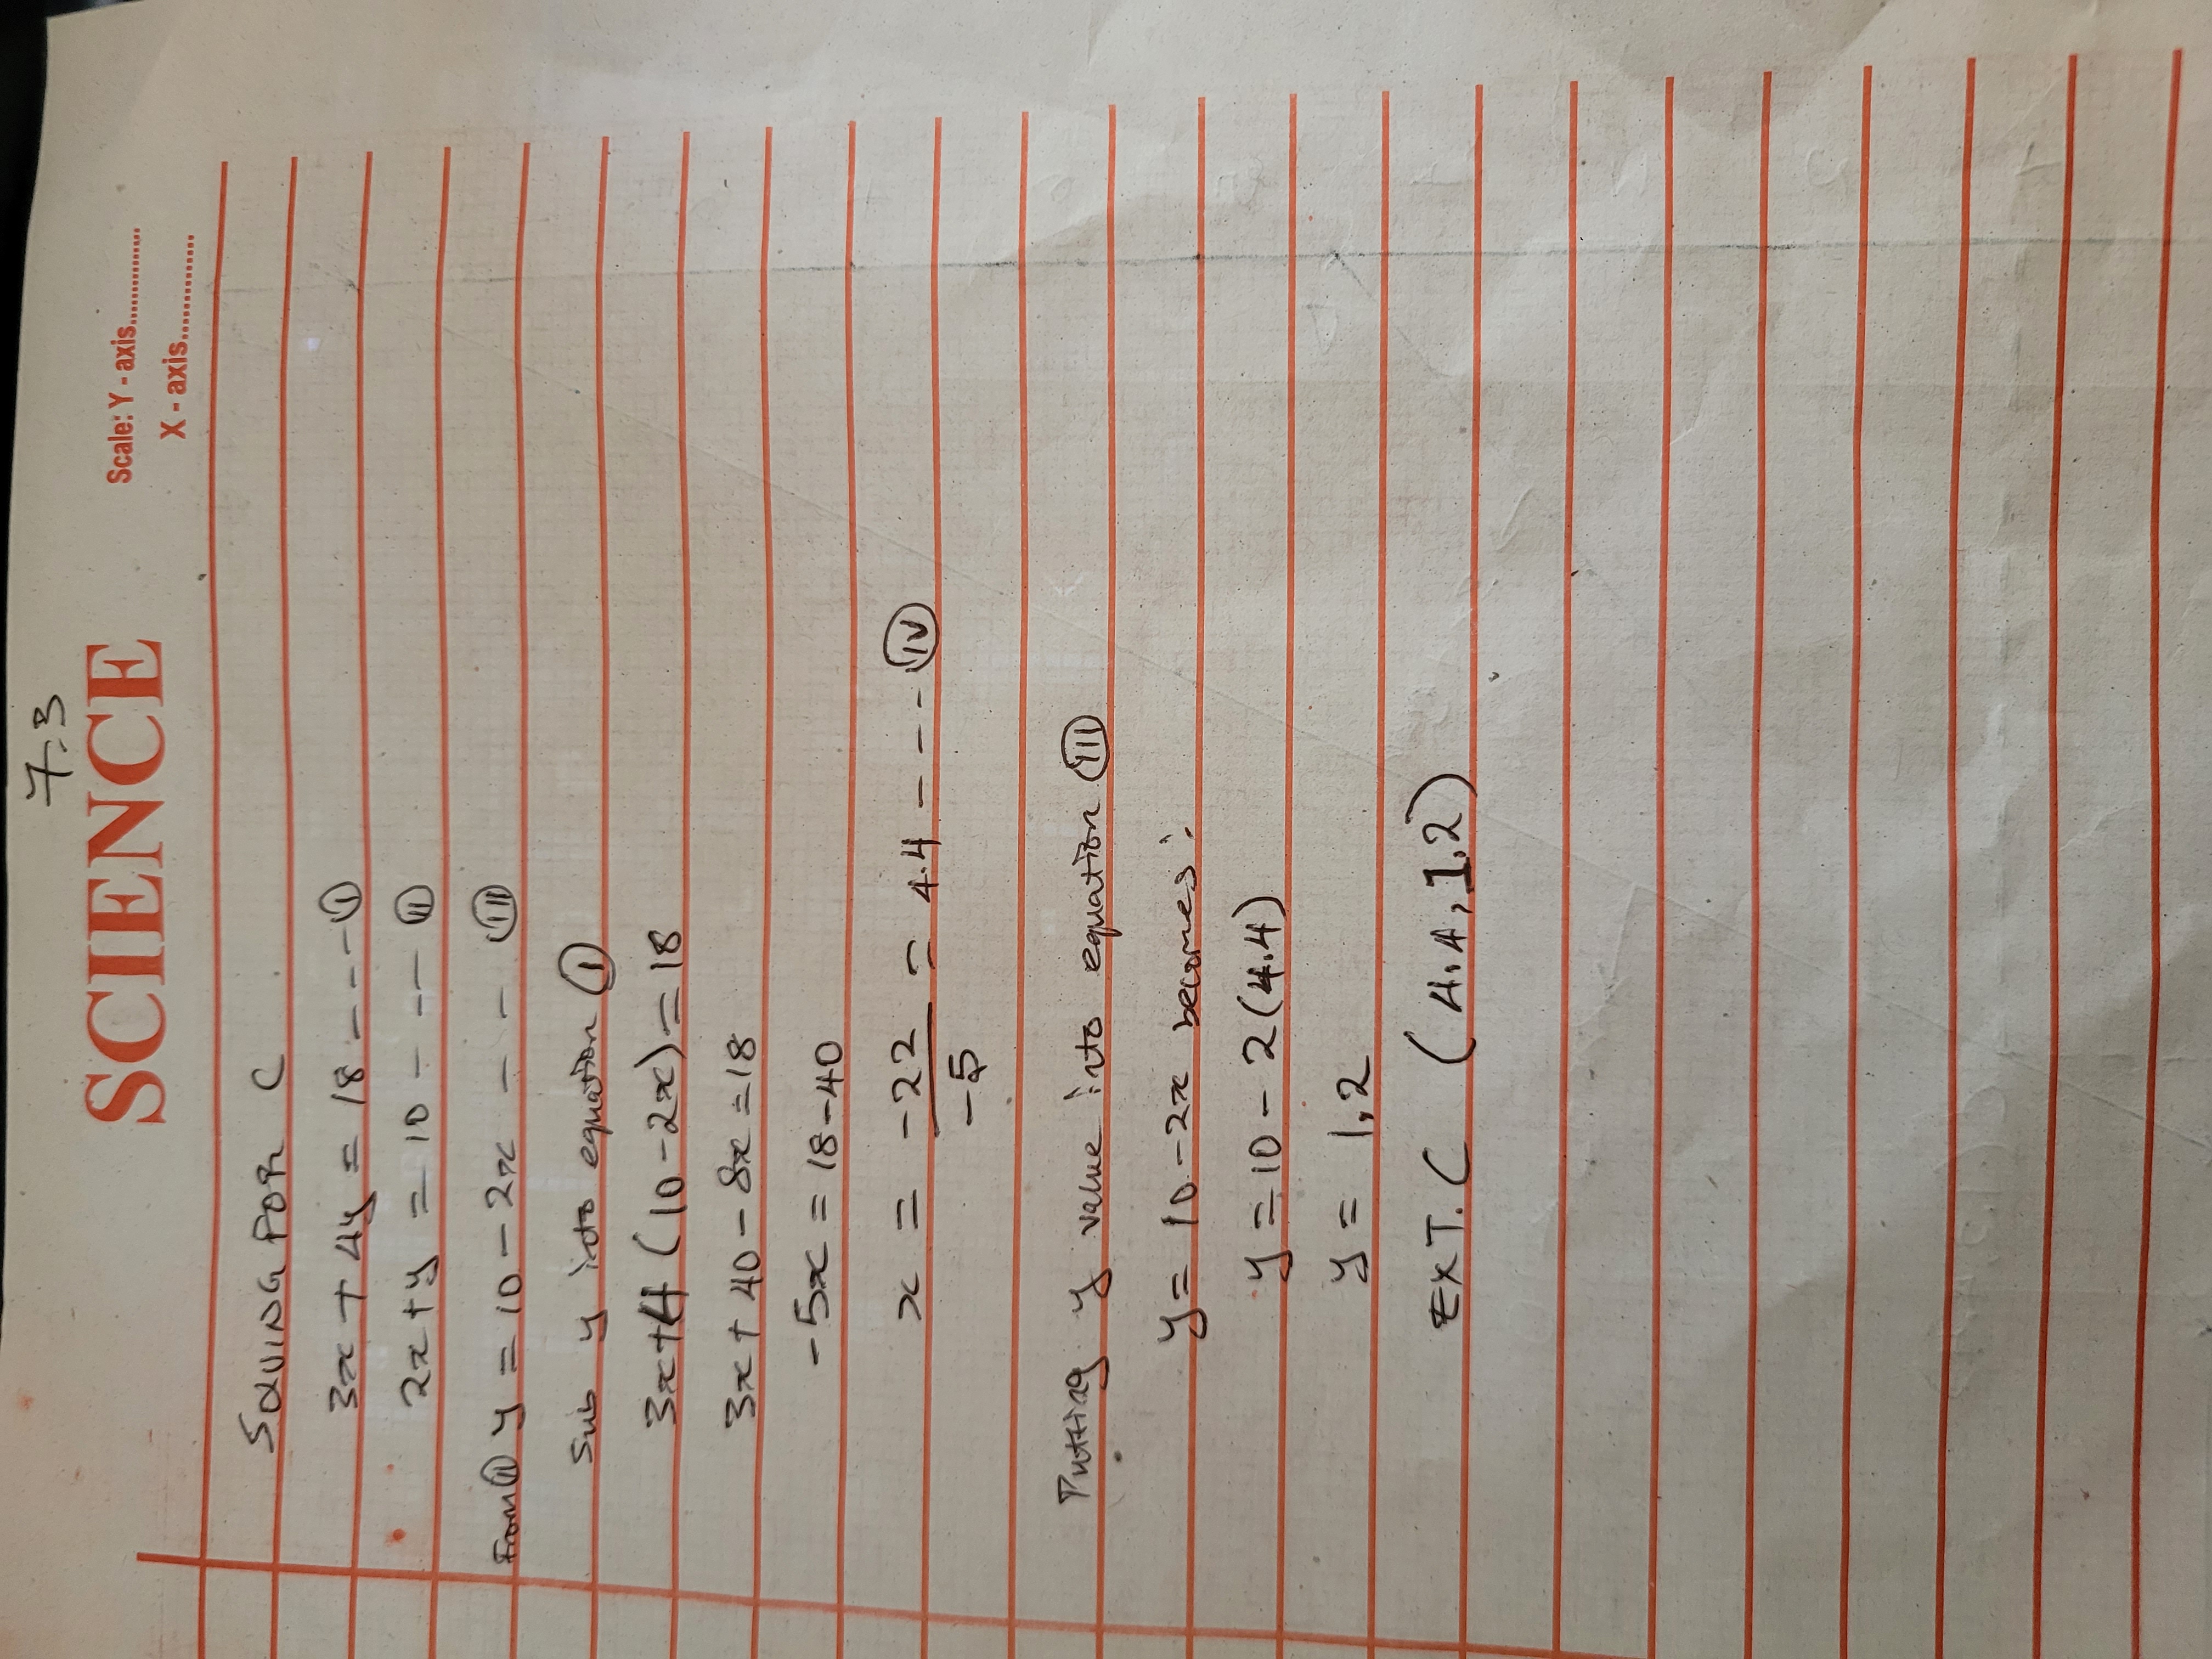 7.3
SCIENCE
Scale: Y - axis...............
X - axis...............
SOLVING FOR C
3x + 4y = 18 - - - (I)
2x + y = 10 - - - (II)
From (II) y = 10 - 2x - - (III)
Sub y into equation (I)
3x + 4 (10 - 2x) = 18
3x + 40 - 8x = 18
-5x = 18 - 40
x = -22/-5 = 4.4 - - - (IV)
Putting y value into equation (III)
y = 10 - 2x becomes:
y = 10 - 2(4.4)
y = 1.2
EXT. C (4.4, 1.2)